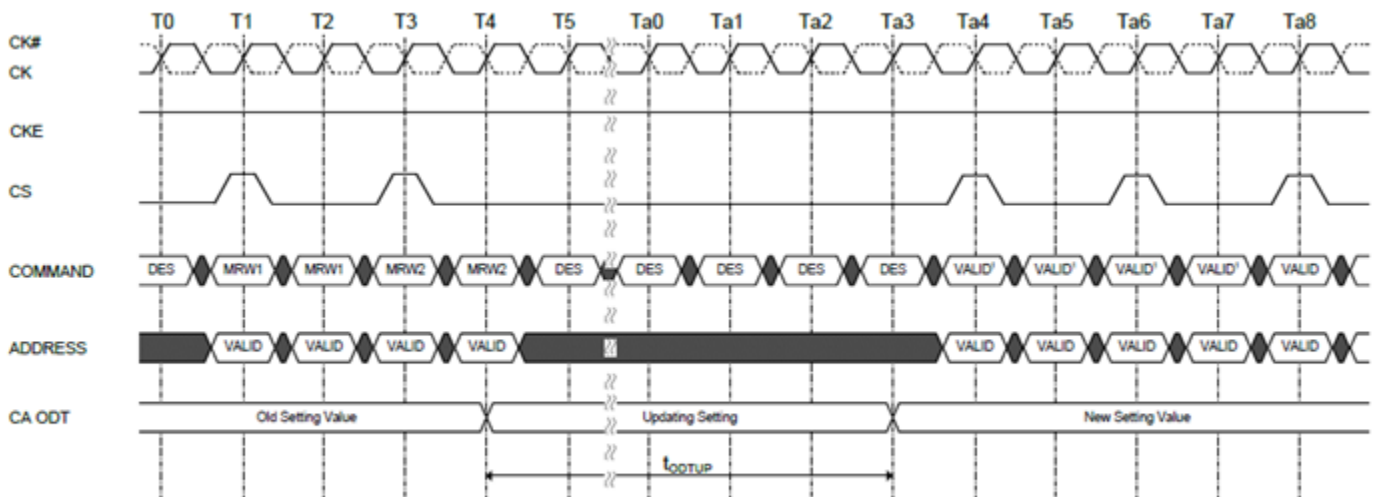 T0 T1 T2 T3 T4 T5 Ta0 Ta1 Ta2 Ta3 Ta4 Ta5 Ta6 Ta7 Ta8
CK#
CK
CKE
CS
COMMAND DES MRW1 MRW1 MRW2 MRW2 DES DES DES DES DES VALID¹ VALID¹ VALID¹ VALID¹ VALID
ADDRESS VALID VALID VALID VALID VALID VALID VALID VALID VALID
CA ODT Old Setting Value Updating Setting New Setting Value
tODTUP